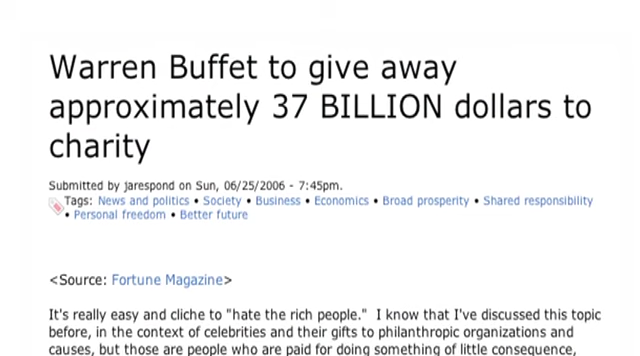 Warren Buffet to give away
approximately 37 BILLION dollars to
charity
Submitted by jarespond on Sun, 06/25/2006 - 7:45pm.
Tags: News and politics • Society • Business • Economics • Broad prosperity • Shared responsibility
• Personal freedom • Better future
<Source: Fortune Magazine>
It's really easy and cliche to "hate the rich people."  I know that I've discussed this topic
before, in the context of celebrities and their gifts to philanthropic organizations and
causes, but those are people who are paid for doing something of little consequence,